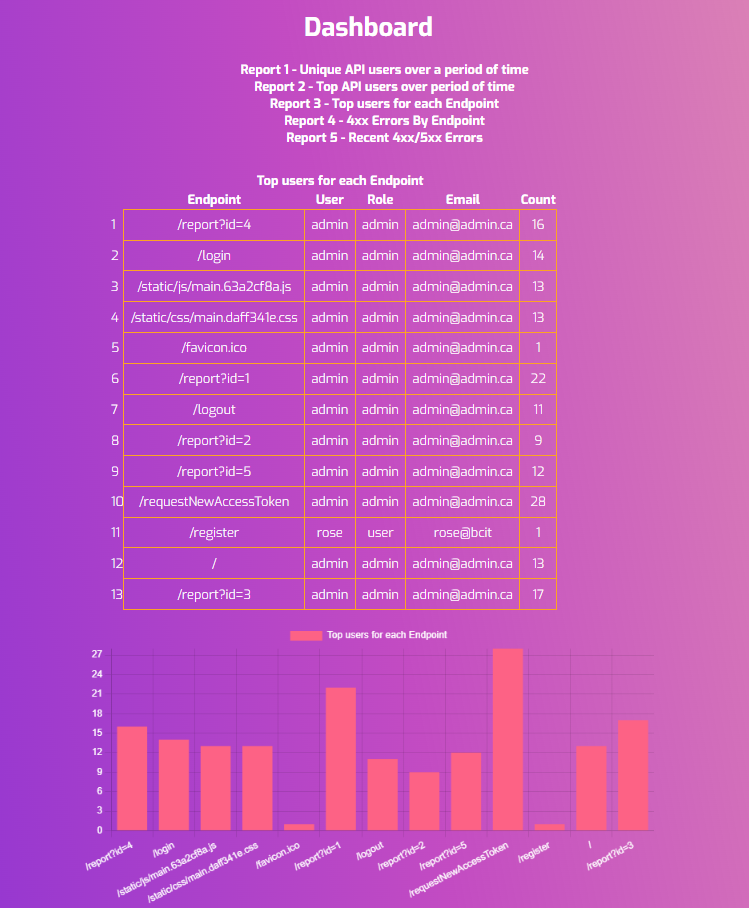 Dashboard
Report 1 - Unique API users over a period of time
Report 2 - Top API users over period of time
Report 3 - Top users for each Endpoint
Report 4 - 4xx Errors By Endpoint
Report 5 - Recent 4xx/5xx Errors
Top users for each Endpoint
Endpoint User Role Email Count
1 /report?id=4 admin admin admin@admin.ca 16
2 /login admin admin admin@admin.ca 14
3 /static/js/main.63a2cf8a.js admin admin admin@admin.ca 13
4 /static/css/main.daff341e.css admin admin admin@admin.ca 13
5 /favicon.ico admin admin admin@admin.ca 1
6 /report?id=1 admin admin admin@admin.ca 22
7 /logout admin admin admin@admin.ca 11
8 /report?id=2 admin admin admin@admin.ca 9
9 /report?id=5 admin admin admin@admin.ca 12
10 /requestNewAccessToken admin admin admin@admin.ca 28
11 /register rose user rose@bcit 1
12 / admin admin admin@admin.ca 13
13 /report?id=3 admin admin admin@admin.ca 17
Top users for each Endpoint
27
24
21
18
15
12
9
6
3
0
/report?id=4
/login
/static/js/main.63a2cf8a.js
/static/css/main.daff341e.css
/favicon.ico
/report?id=1
/logout
/report?id=2
/report?id=5
/requestNewAccessToken
/register
/
/report?id=3